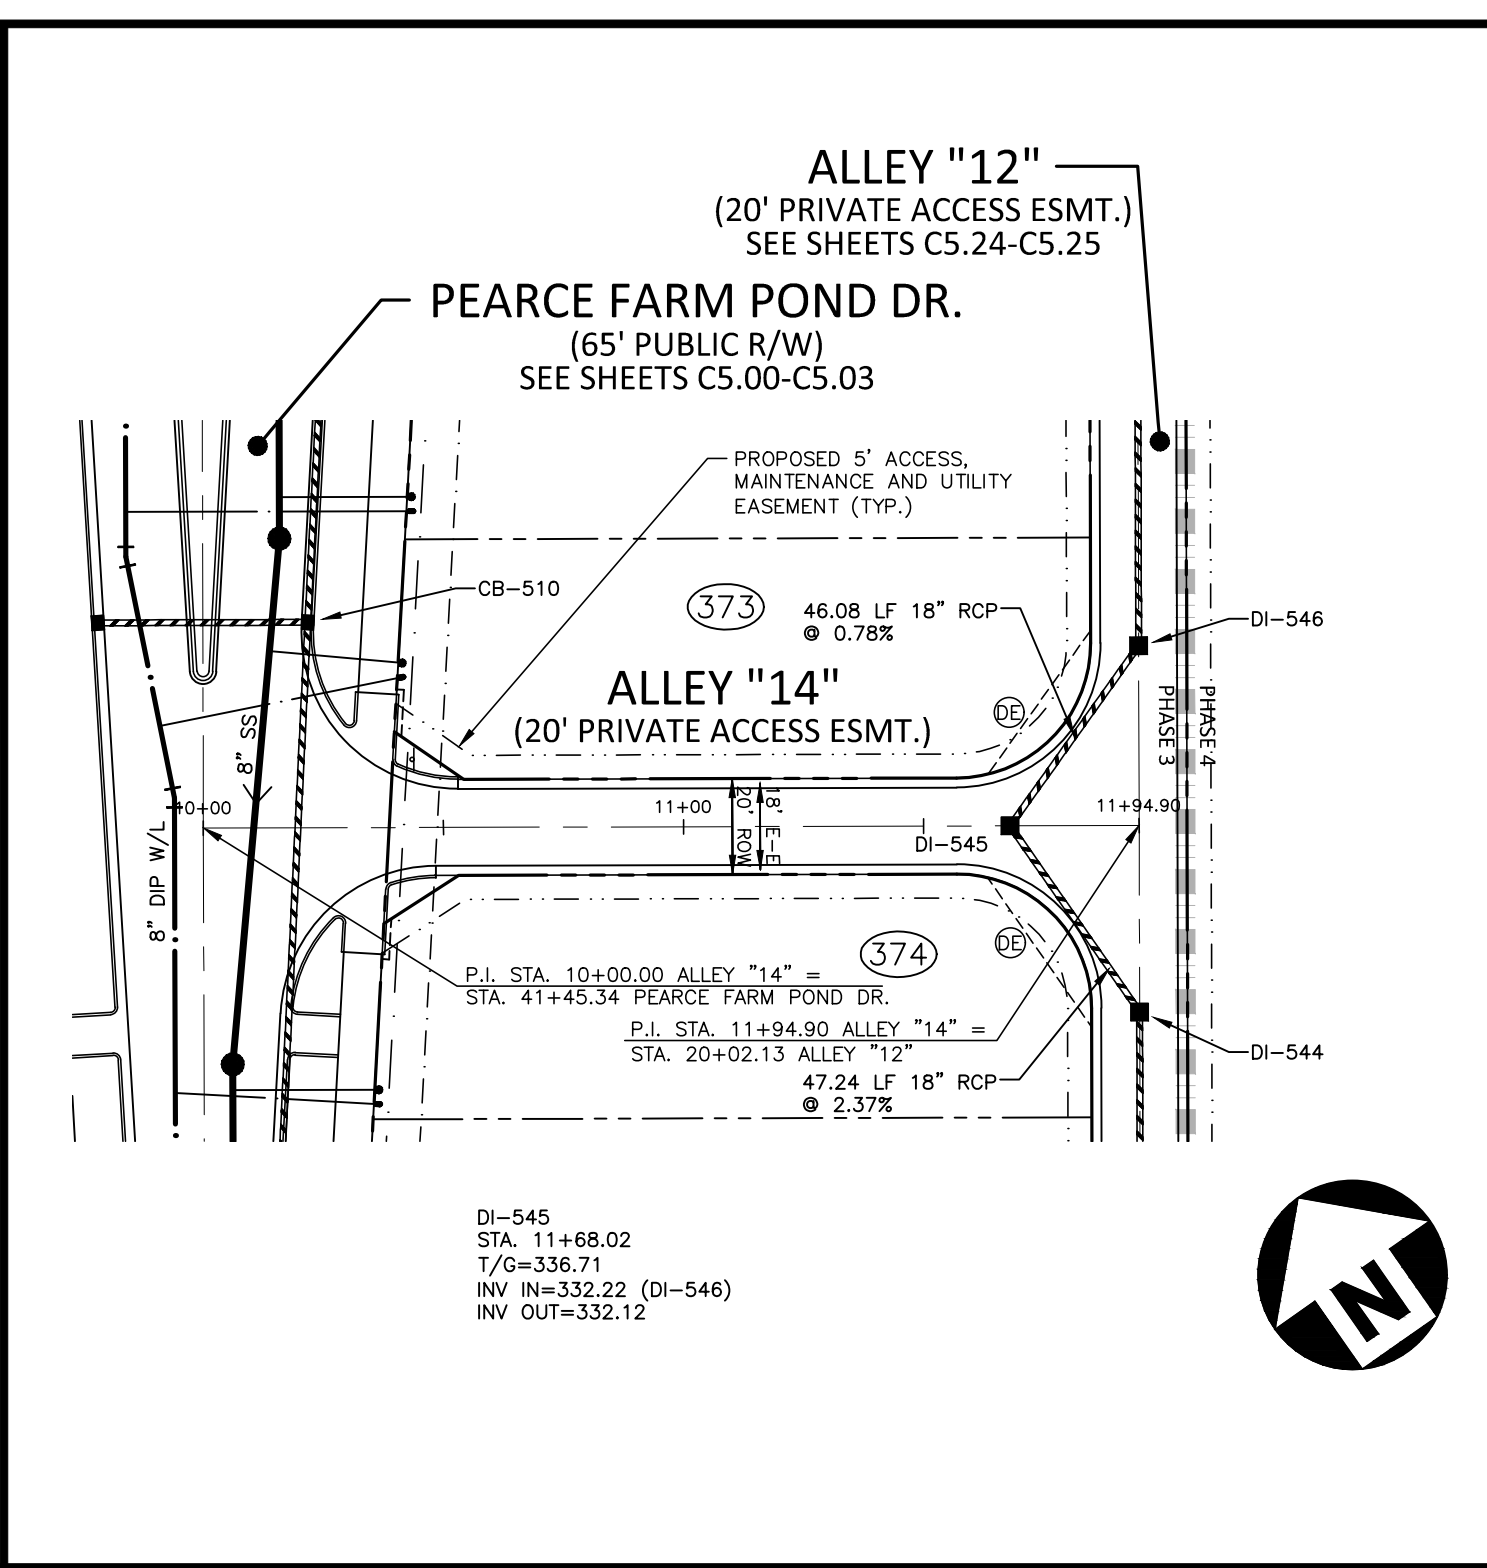 ALLEY "12"
(20' PRIVATE ACCESS ESMT.)
SEE SHEETS C5.24-C5.25
PEARCE FARM POND DR.
(65' PUBLIC R/W)
SEE SHEETS C5.00-C5.03
PROPOSED 5' ACCESS,
MAINTENANCE AND UTILITY
EASEMENT (TYP.)
CB-510
373
46.08 LF 18" RCP
@ 0.78%
DI-546
ALLEY "14"
(20' PRIVATE ACCESS ESMT.)
DE
PHASE 3
PHASE 4
8" SS
8" DIP W/L
10+00
11+00
20' ROW
18' E-E
11+94.90
DI-545
374
DE
P.I. STA. 10+00.00 ALLEY "14" =
STA. 41+45.34 PEARCE FARM POND DR.
P.I. STA. 11+94.90 ALLEY "14" =
STA. 20+02.13 ALLEY "12"
DI-544
47.24 LF 18" RCP
@ 2.37%
DI-545
STA. 11+68.02
T/G=336.71
INV IN=332.22 (DI-546)
INV OUT=332.12
N